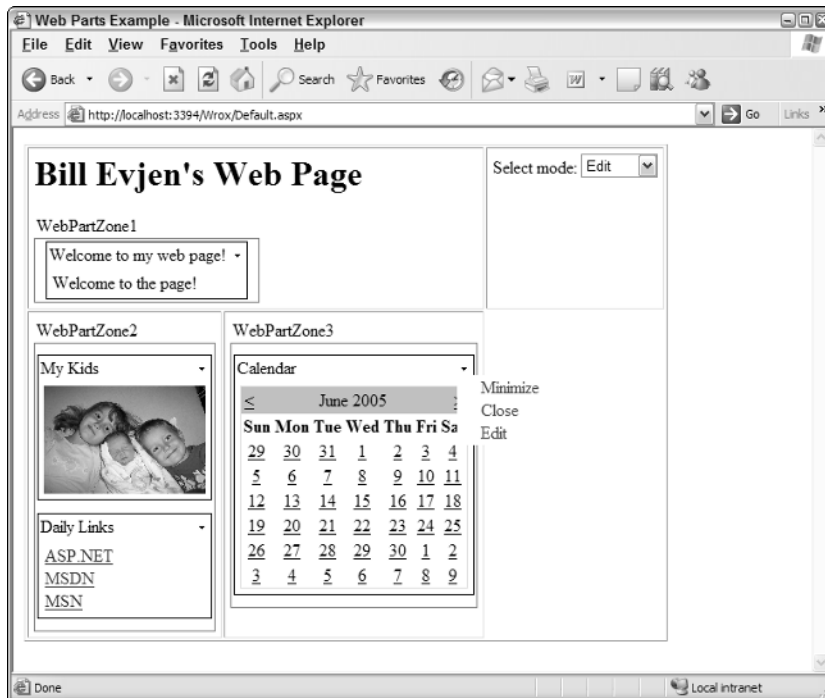 Web Parts Example - Microsoft Internet Explorer
File Edit View Favorites Tools Help
Back Search Favorites
Address http://localhost:3394/Wrox/Default.aspx Go Links »
Bill Evjen's Web Page
Select mode: Edit
WebPartZone1
Welcome to my web page!
Welcome to the page!
WebPartZone2
WebPartZone3
My Kids
Calendar
Minimize
Close
Edit
< June 2005
Sun Mon Tue Wed Thu Fri Sa
29 30 31 1 2 3 4
5 6 7 8 9 10 11
12 13 14 15 16 17 18
19 20 21 22 23 24 25
26 27 28 29 30 1 2
3 4 5 6 7 8 9
Daily Links
ASP.NET
MSDN
MSN
Done
Local intranet